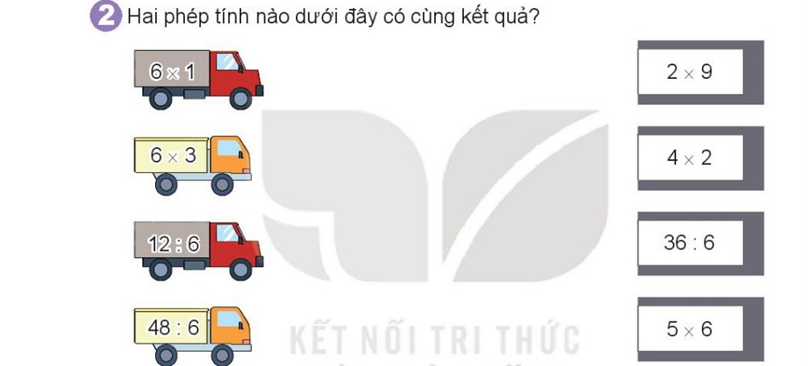 2 Hai phép tính nào dưới đây có cùng kết quả?
6 × 1
2 × 9
6 × 3
4 × 2
12 : 6
36 : 6
48 : 6
5 × 6
KẾT NỐI TRI THỨC